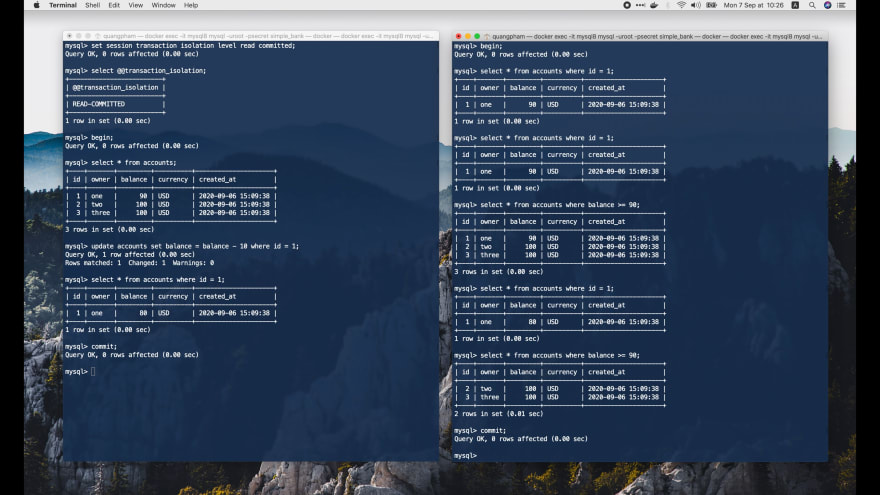 Terminal Shell Edit View Window Help
Mon 7 Sep at 10:26
quangpham — docker exec -it mysql8 mysql -uroot -psecret simple_bank — docker exec -it mysql8 mysql -u...
mysql> set session transaction isolation level read committed;
Query OK, 0 rows affected (0.00 sec)
mysql> select @@transaction_isolation;
| @@transaction_isolation |
| READ-COMMITTED |
1 row in set (0.00 sec)
mysql> begin;
Query OK, 0 rows affected (0.00 sec)
mysql> select * from accounts;
| id | owner | balance | currency | created_at |
| 1 | one | 90 | USD | 2020-09-06 15:09:38 |
| 2 | two | 100 | USD | 2020-09-06 15:09:38 |
| 3 | three | 100 | USD | 2020-09-06 15:09:38 |
3 rows in set (0.00 sec)
mysql> update accounts set balance = balance - 10 where id = 1;
Query OK, 1 row affected (0.00 sec)
Rows matched: 1 Changed: 1 Warnings: 0
mysql> select * from accounts where id = 1;
| id | owner | balance | currency | created_at |
| 1 | one | 80 | USD | 2020-09-06 15:09:38 |
1 row in set (0.00 sec)
mysql> commit;
Query OK, 0 rows affected (0.00 sec)
mysql>
quangpham — docker exec -it mysql8 mysql -uroot -psecret simple_bank — docker exec -it mysql8 mysql -u...
mysql> begin;
Query OK, 0 rows affected (0.00 sec)
mysql> select * from accounts where id = 1;
| id | owner | balance | currency | created_at |
| 1 | one | 90 | USD | 2020-09-06 15:09:38 |
1 row in set (0.00 sec)
mysql> select * from accounts where id = 1;
| id | owner | balance | currency | created_at |
| 1 | one | 90 | USD | 2020-09-06 15:09:38 |
1 row in set (0.00 sec)
mysql> select * from accounts where balance >= 90;
| id | owner | balance | currency | created_at |
| 1 | one | 90 | USD | 2020-09-06 15:09:38 |
| 2 | two | 100 | USD | 2020-09-06 15:09:38 |
| 3 | three | 100 | USD | 2020-09-06 15:09:38 |
3 rows in set (0.00 sec)
mysql> select * from accounts where id = 1;
| id | owner | balance | currency | created_at |
| 1 | one | 80 | USD | 2020-09-06 15:09:38 |
1 row in set (0.00 sec)
mysql> select * from accounts where balance >= 90;
| id | owner | balance | currency | created_at |
| 2 | two | 100 | USD | 2020-09-06 15:09:38 |
| 3 | three | 100 | USD | 2020-09-06 15:09:38 |
2 rows in set (0.01 sec)
mysql> commit;
Query OK, 0 rows affected (0.00 sec)
mysql>